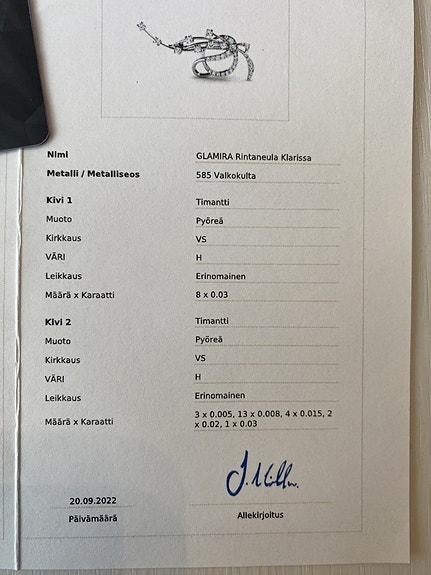 Nimi GLAMIRA Rintaneula Klarissa
Metalli / Metalliseos 585 Valkokulta
Kivi 1 Timantti
Muoto Pyöreä
Kirkkaus VS
VÄRI H
Leikkaus Erinomainen
Määrä x Karaatti 8 x 0.03
Kivi 2 Timantti
Muoto Pyöreä
Kirkkaus VS
VÄRI H
Leikkaus Erinomainen
Määrä x Karaatti 3 x 0.005, 13 x 0.008, 4 x 0.015, 2
x 0.02, 1 x 0.03
20.09.2022
Päivämäärä Allekirjoitus